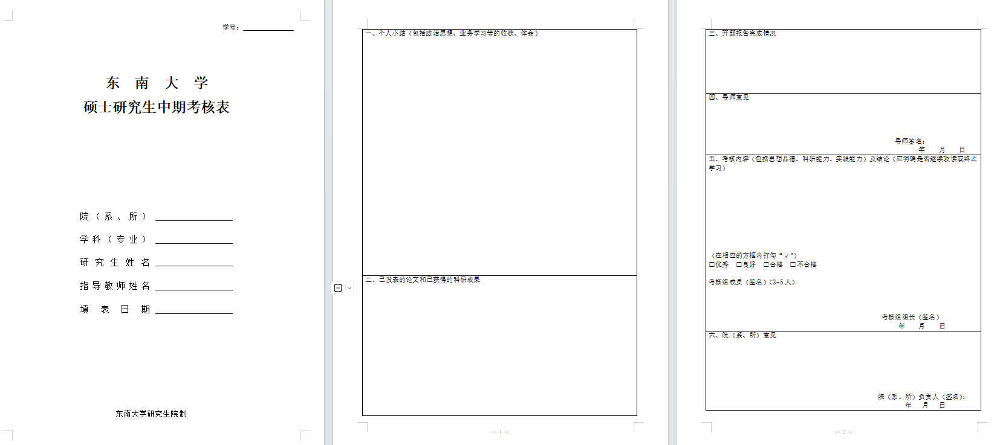 学号：
东 南 大 学
硕士研究生中期考核表
院（系、所）
学科（专业）
研究生姓名
指导教师姓名
填 表 日 期
东南大学研究生院制
一、个人小结（包括政治思想、业务学习等的收获、体会）
二、已发表的论文和已获得的科研成果
— 1 —
三、开题报告完成情况
四、导师意见
导师签名：
年 月 日
五、考核内容（包括思想品德、科研能力、实践能力）及结论（应明确是否继续攻读或终止
学习）
（在相应的方框内打勾“√”）
□优秀 □良好 □合格 □不合格
考核组成员（签名）（3-5人）
考核组组长（签名）
年 月 日
六、院（系、所）意见
院（系、所）负责人（签名）：
年 月 日
— 2 —